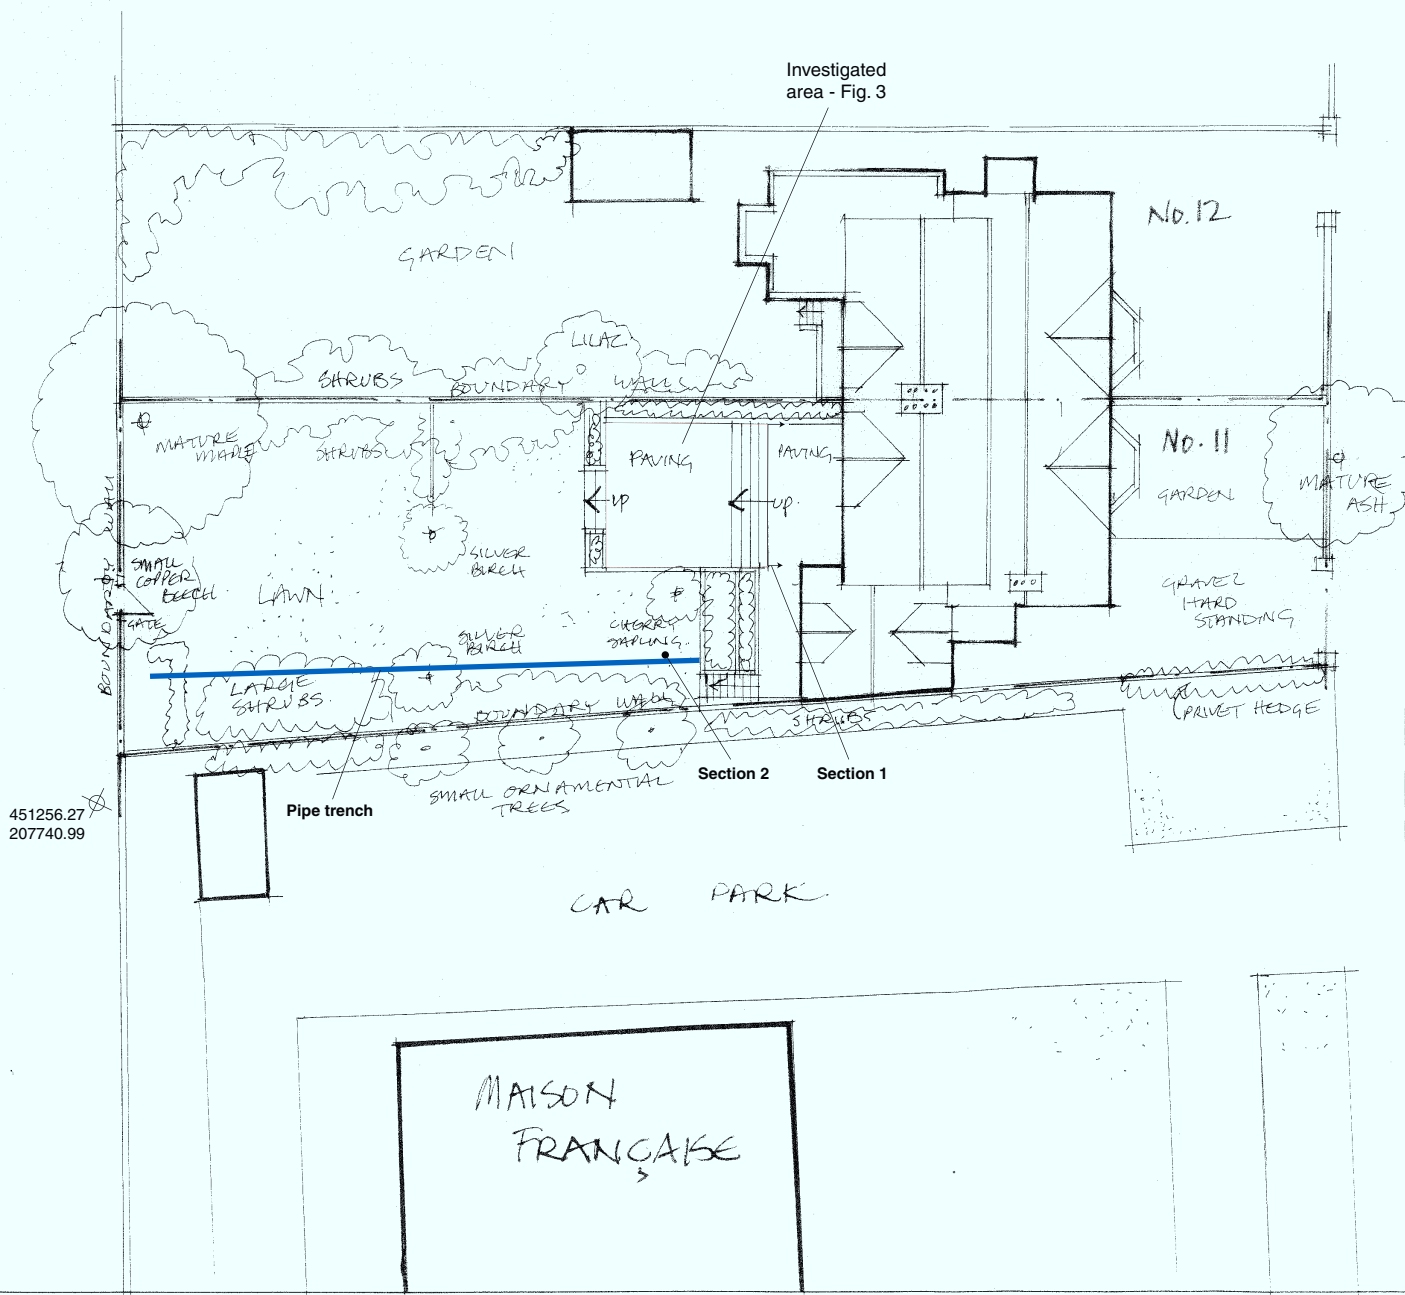 Investigated
area - Fig. 3
No. 12
GARDEN
LILAC
SHRUBS
BOUNDARY WALLS
MATURE
MAPLE
SHRUBS
PAVING
PAVING
No. 11
GARDEN
MATURE
ASH
UP
UP.
BOUNDARY WALL
SMALL
COPPER
BEECH.
GATE
LAWN.
SILVER
BIRCH
SILVER
BIRCH
CHERRY
SAPLING.
GRAVEL
HARD
STANDING
LARGE
SHRUBS.
BOUNDARY WALL
SHRUBS
PRIVET HEDGE
Section 2
Section 1
Pipe trench
SMALL ORNAMENTAL
TREES
451256.27
207740.99
CAR PARK.
MAISON
FRANÇAISE